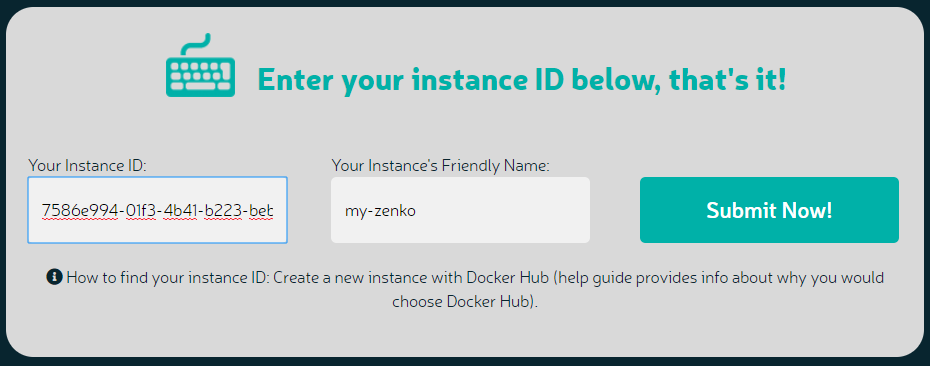 Enter your instance ID below, that's it!
Your Instance ID:
Your Instance's Friendly Name:
7586e994-01f3-4b41-b223-beb
my-zenko
Submit Now!
How to find your instance ID: Create a new instance with Docker Hub (help guide provides info about why you would
choose Docker Hub).